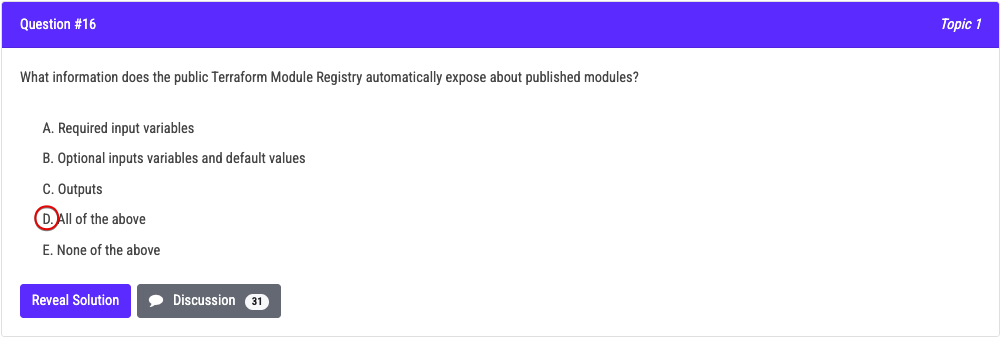 Question #16 Topic 1
What information does the public Terraform Module Registry automatically expose about published modules?
A. Required input variables
B. Optional inputs variables and default values
C. Outputs
D. All of the above
E. None of the above
Reveal Solution Discussion 31